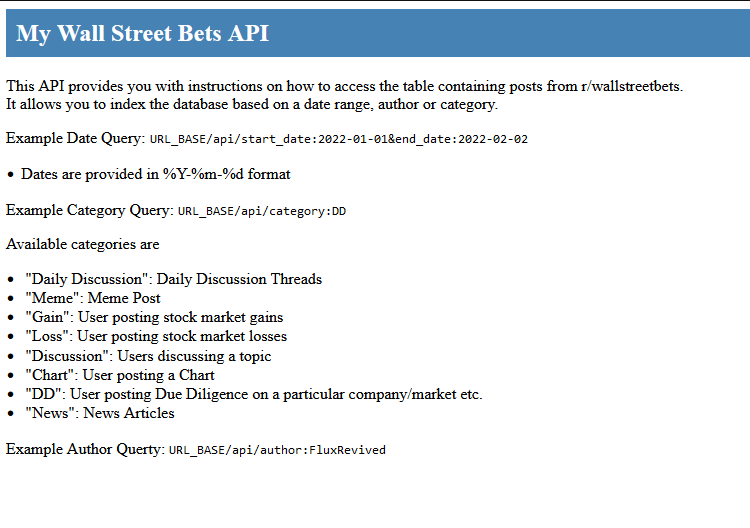 My Wall Street Bets API
This API provides you with instructions on how to access the table containing posts from r/wallstreetbets.
It allows you to index the database based on a date range, author or category.
Example Date Query: URL_BASE/api/start_date:2022-01-01&end_date:2022-02-02
• Dates are provided in %Y-%m-%d format
Example Category Query: URL_BASE/api/category:DD
Available categories are
• "Daily Discussion": Daily Discussion Threads
• "Meme": Meme Post
• "Gain": User posting stock market gains
• "Loss": User posting stock market losses
• "Discussion": Users discussing a topic
• "Chart": User posting a Chart
• "DD": User posting Due Diligence on a particular company/market etc.
• "News": News Articles
Example Author Querty: URL_BASE/api/author:FluxRevived